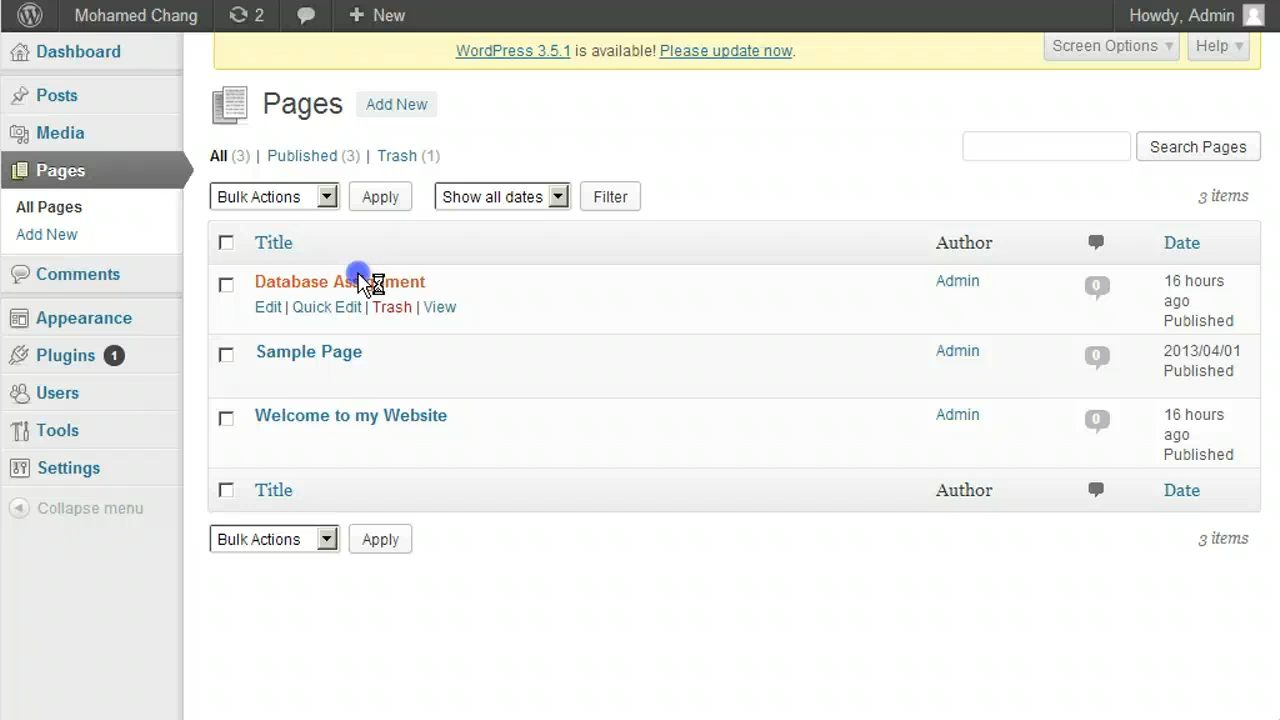 Mohamed Chang 2 New Howdy, Admin
WordPress 3.5.1 is available! Please update now.
Screen Options Help
Dashboard
Posts
Media
Pages
All Pages
Add New
Comments
Appearance
Plugins 1
Users
Tools
Settings
Collapse menu
Pages Add New
All (3) | Published (3) | Trash (1)
Search Pages
Bulk Actions Apply Show all dates Filter 3 items
Title Author Date
Database Assignment Admin 0 16 hours
ago
Published
Edit | Quick Edit | Trash | View
Sample Page Admin 0 2013/04/01
Published
Welcome to my Website Admin 0 16 hours
ago
Published
Title Author Date
Bulk Actions Apply 3 items